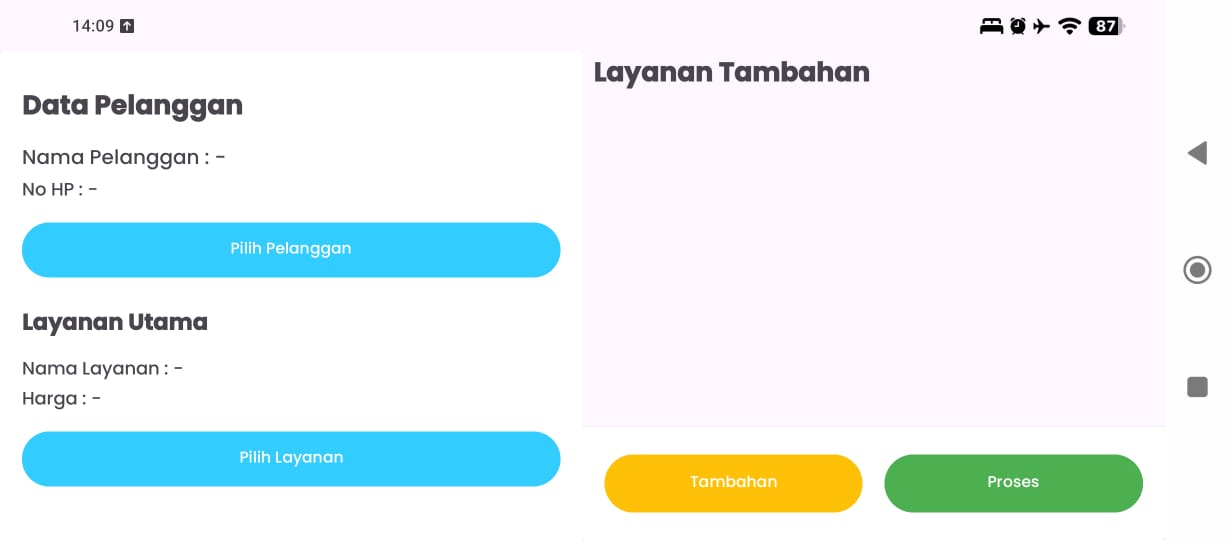 14:09
87
Data Pelanggan
Nama Pelanggan : -
No HP : -
Pilih Pelanggan
Layanan Utama
Nama Layanan : -
Harga : -
Pilih Layanan
Layanan Tambahan
Tambahan
Proses